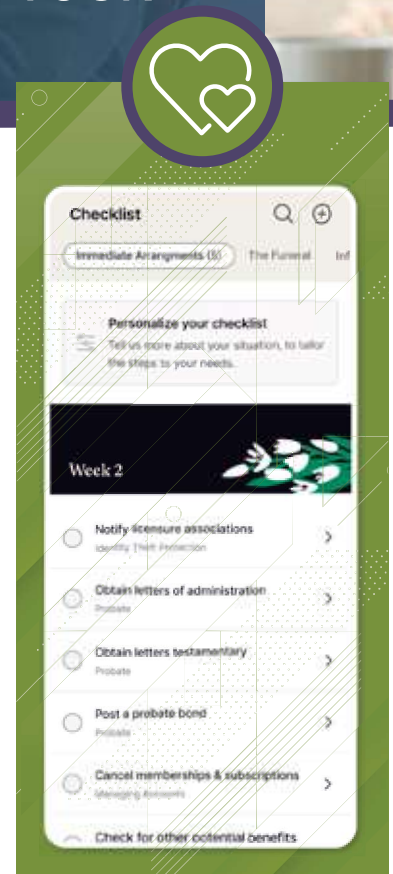 Checklist
Immediate Arrangments (5) The Funeral Inf
Personalize your checklist
Tell us more about your situation, to tailor
the steps to your needs.
Week 2
Notify licensure associations
Identity Theft Protection
Obtain letters of administration
Probate
Obtain letters testamentary
Probate
Post a probate bond
Probate
Cancel memberships & subscriptions
Managing Accounts
Check for other potential benefits